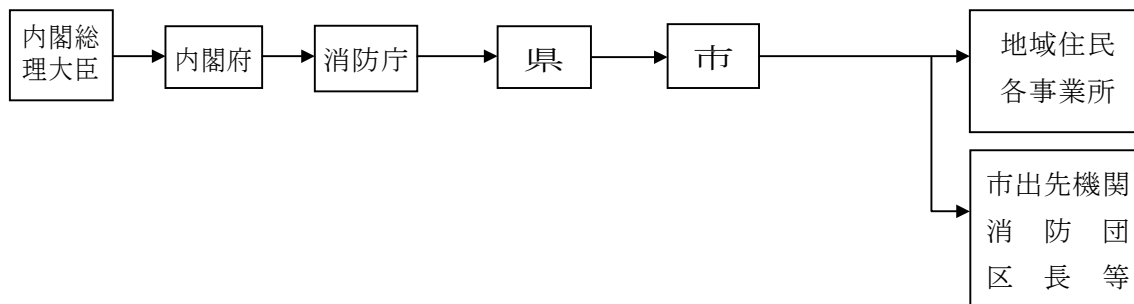 内閣総
理大臣
内閣府
消防庁
県
市
地域住民
各事業所
市出先機関
消防団
区長等